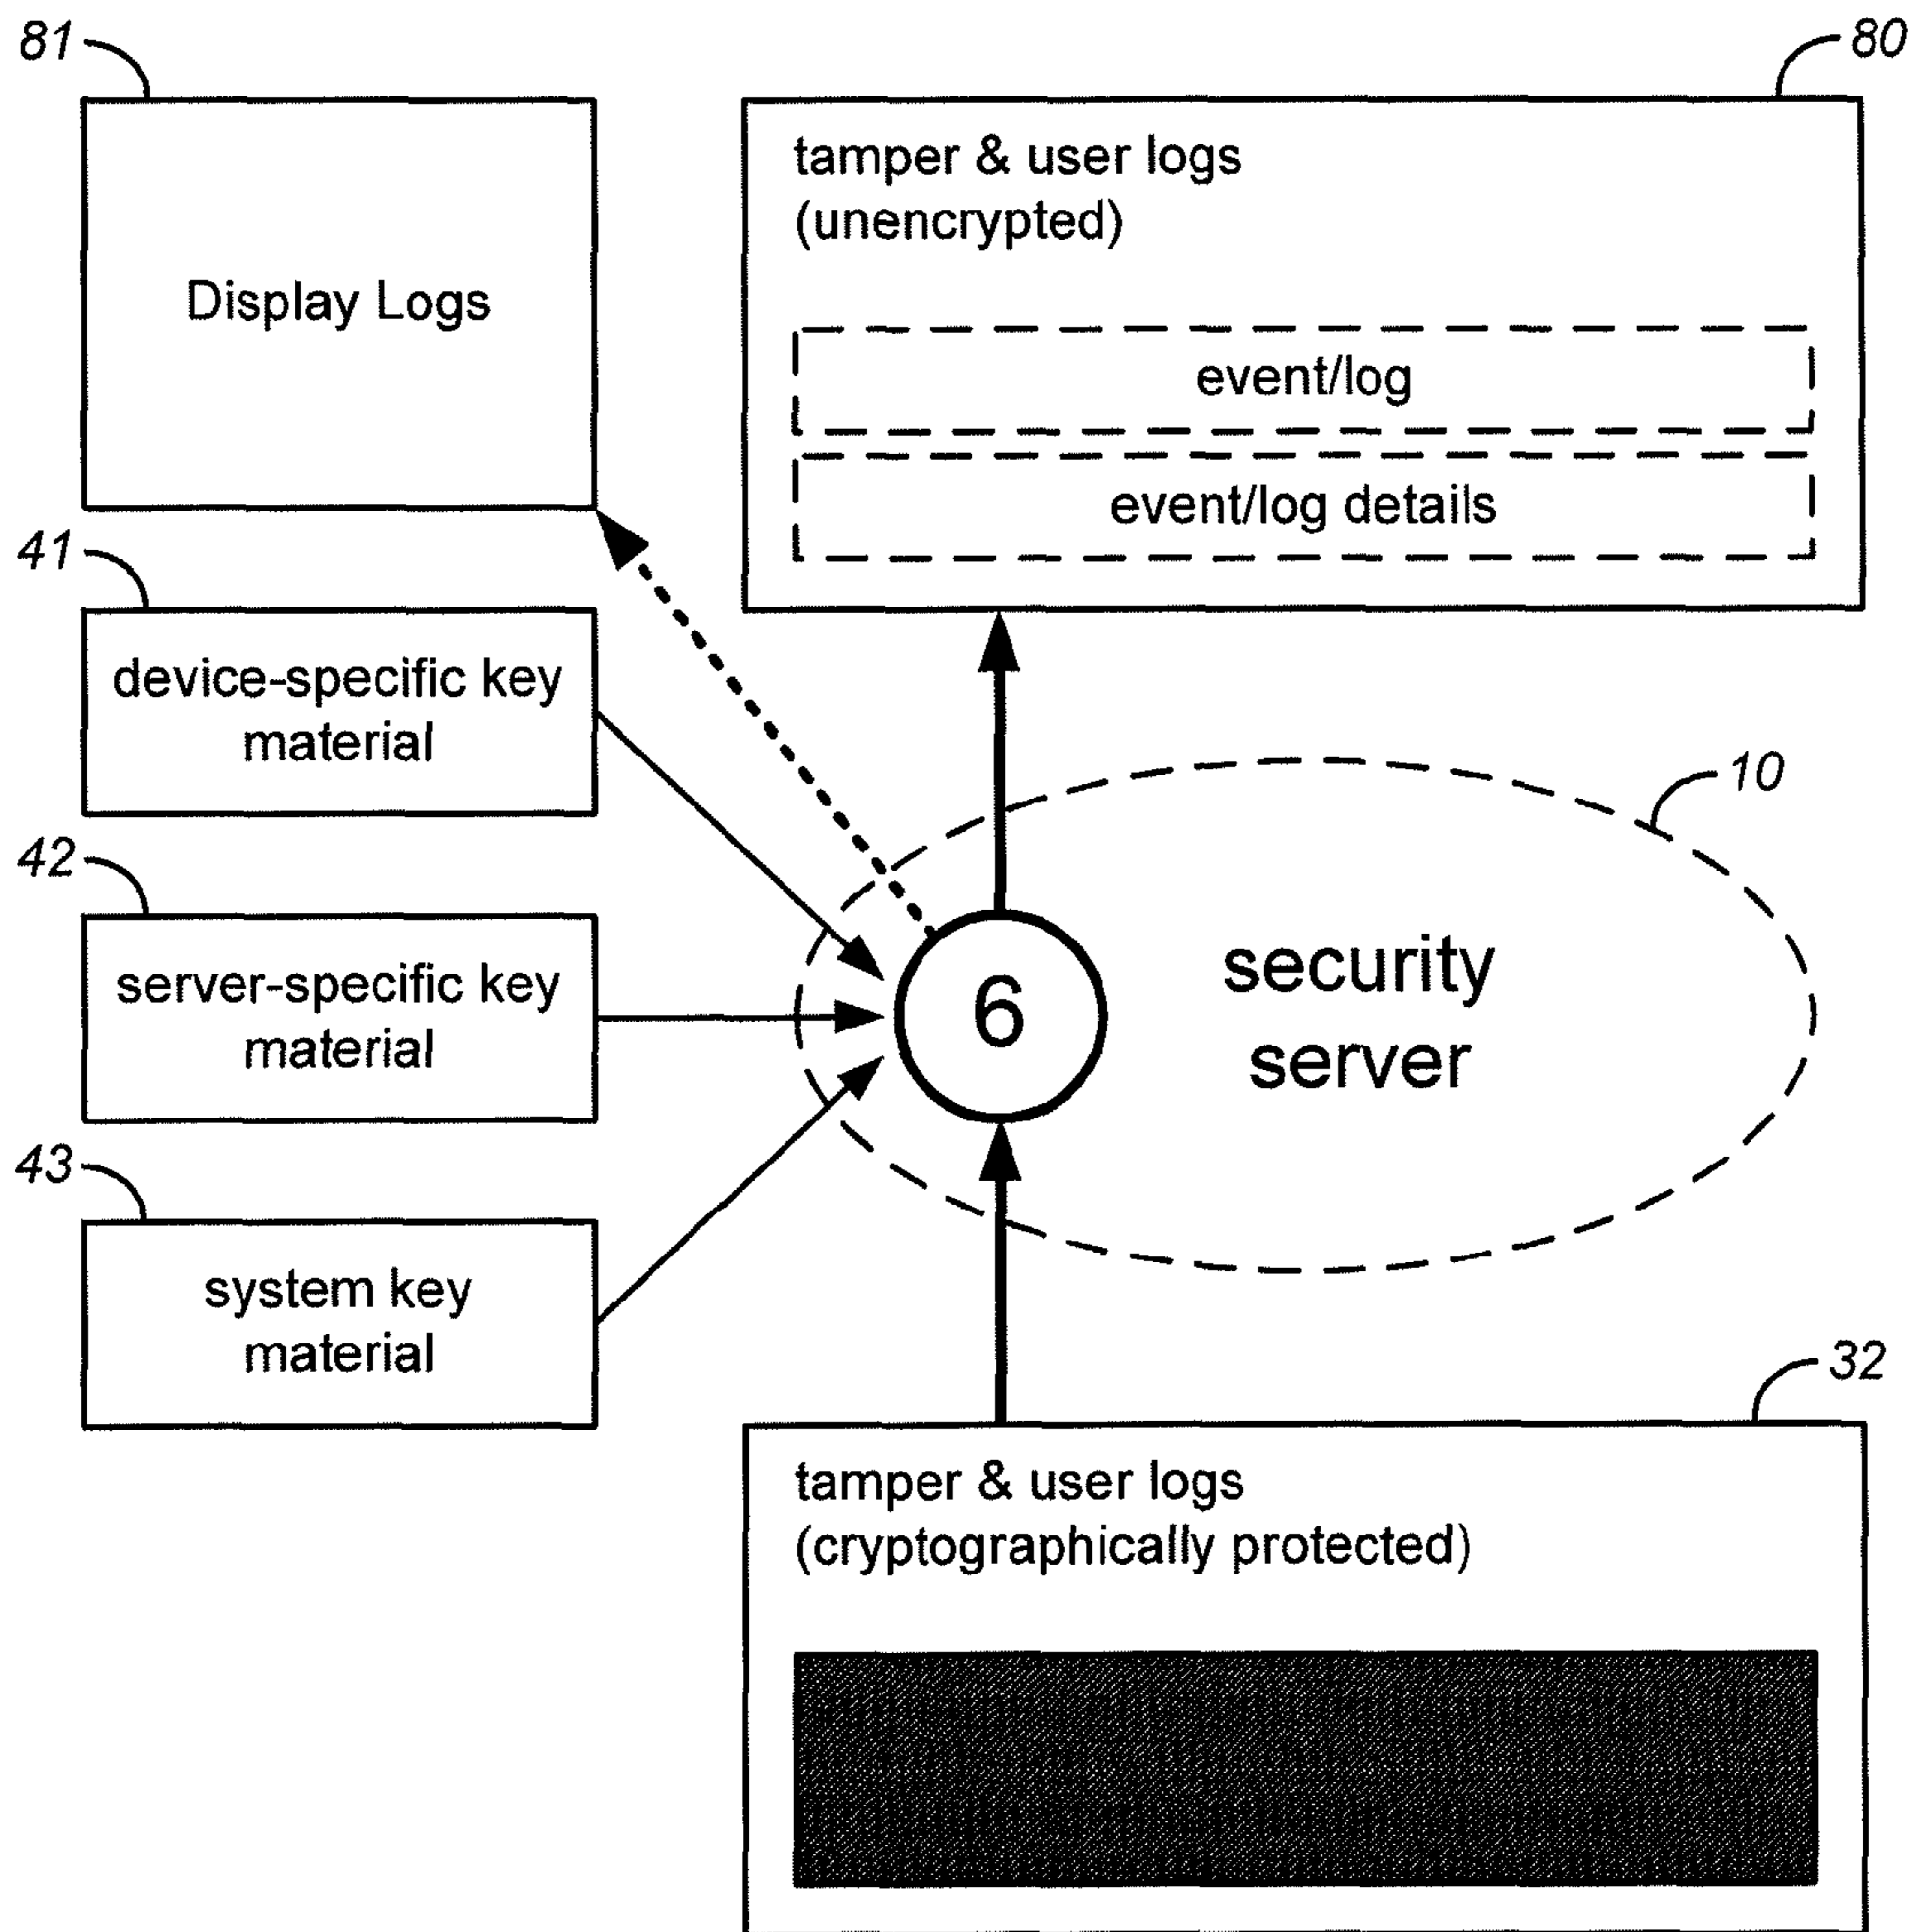 81
80
Display Logs
tamper & user logs
(unencrypted)
event/log
event/log details
41
device-specific key
material
10
42
server-specific key
material
6
security
server
43
system key
material
32
tamper & user logs
(cryptographically protected)